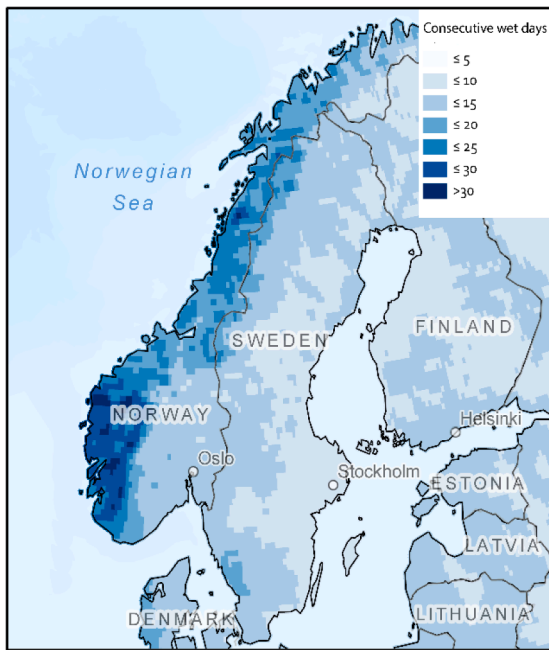 Consecutive wet days
≤ 5
≤ 10
≤ 15
≤ 20
≤ 25
≤ 30
>30
Norwegian
Sea
SWEDEN
FINLAND
NORWAY
Helsinki
Oslo
Stockholm
ESTONIA
LATVIA
DENMARK
LITHUANIA